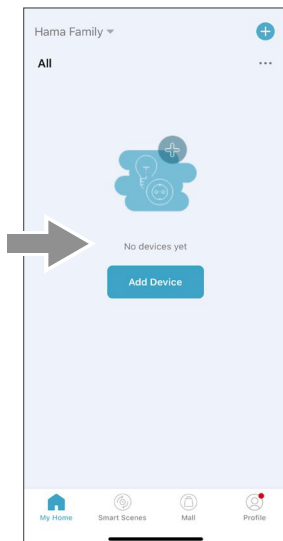 Hama Family
All
No devices yet
Add Device
My Home
Smart Scenes
Mall
Profile